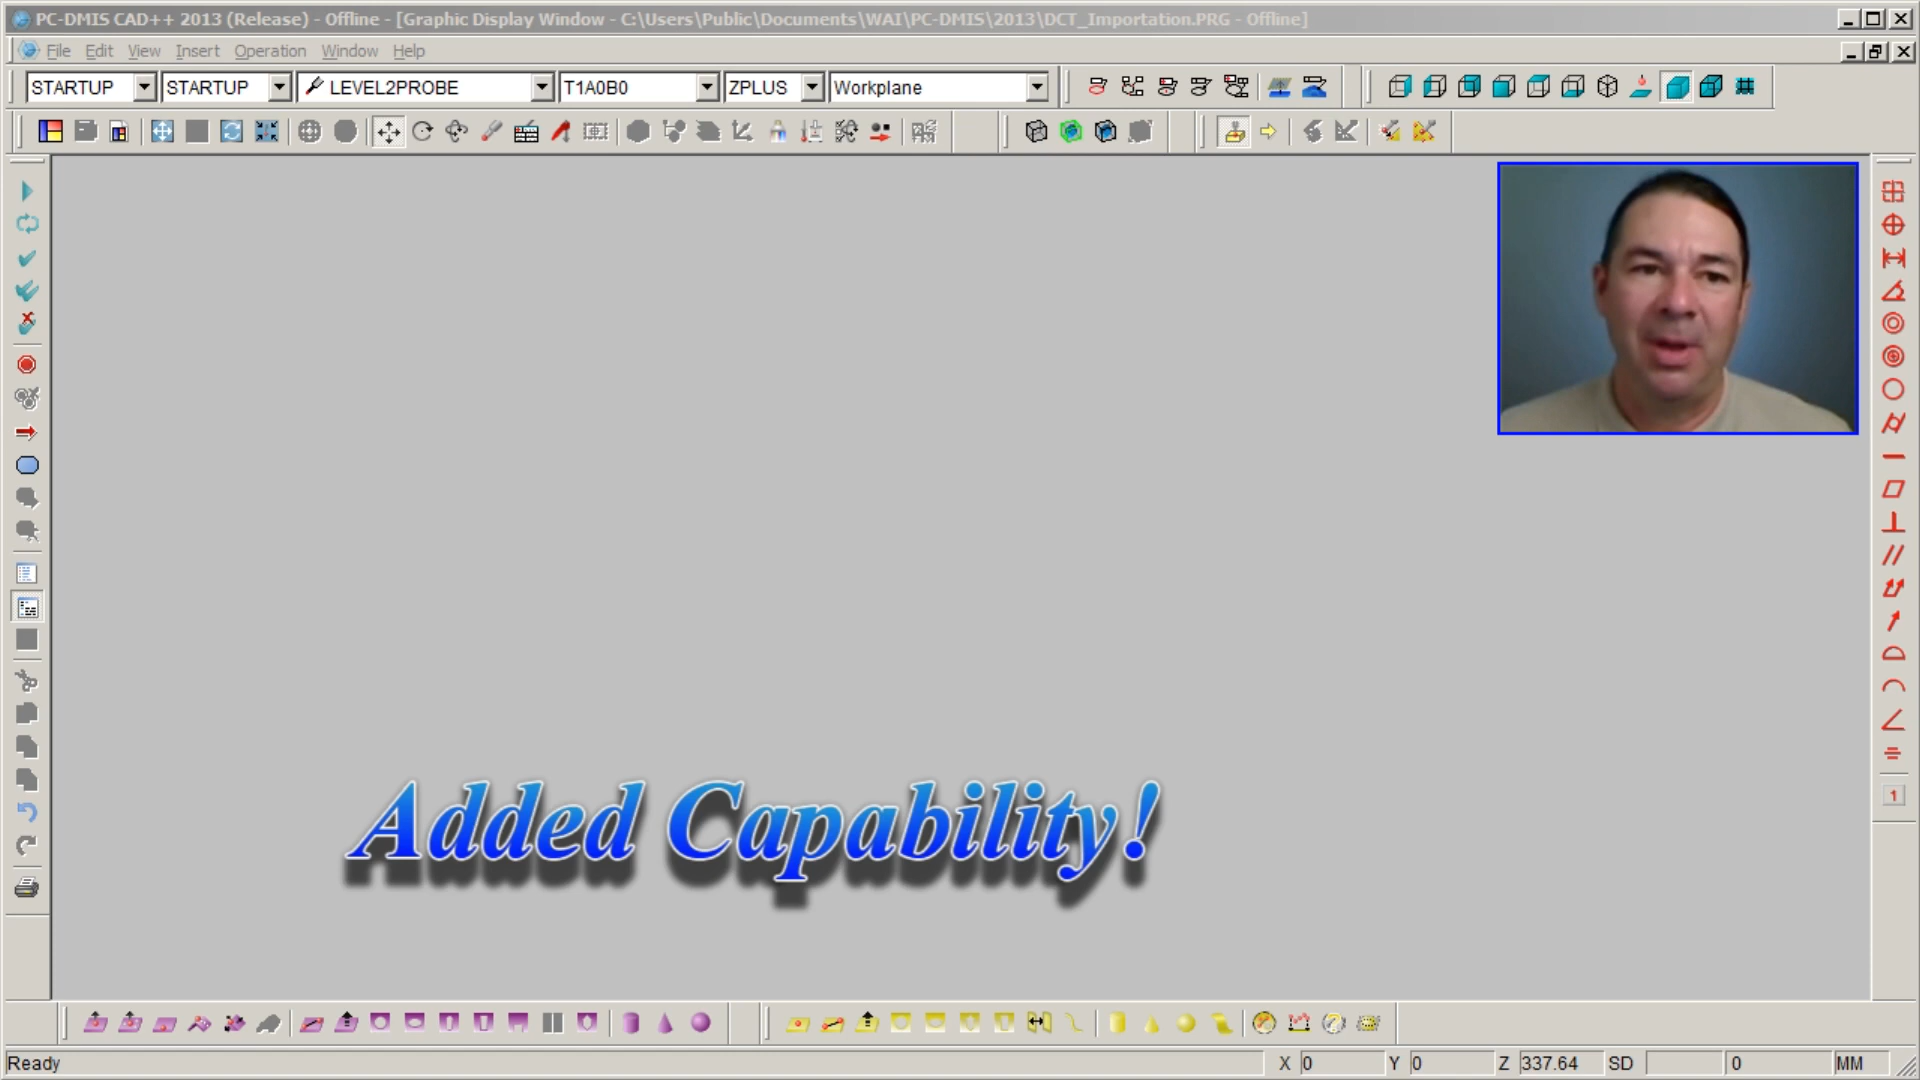 PC-DMIS CAD++ 2013 (Release) - Offline - [Graphic Display Window - C:\Users\Public\Documents\WAI\PC-DMIS\2013\DCT_Importation.PRG - Offline]
File Edit View Insert Operation Window Help
STARTUP STARTUP LEVEL2PROBE T1A0B0 ZPLUS Workplane
1
Added Capability!
Ready X 0 Y 0 Z 337.64 SD 0 MM